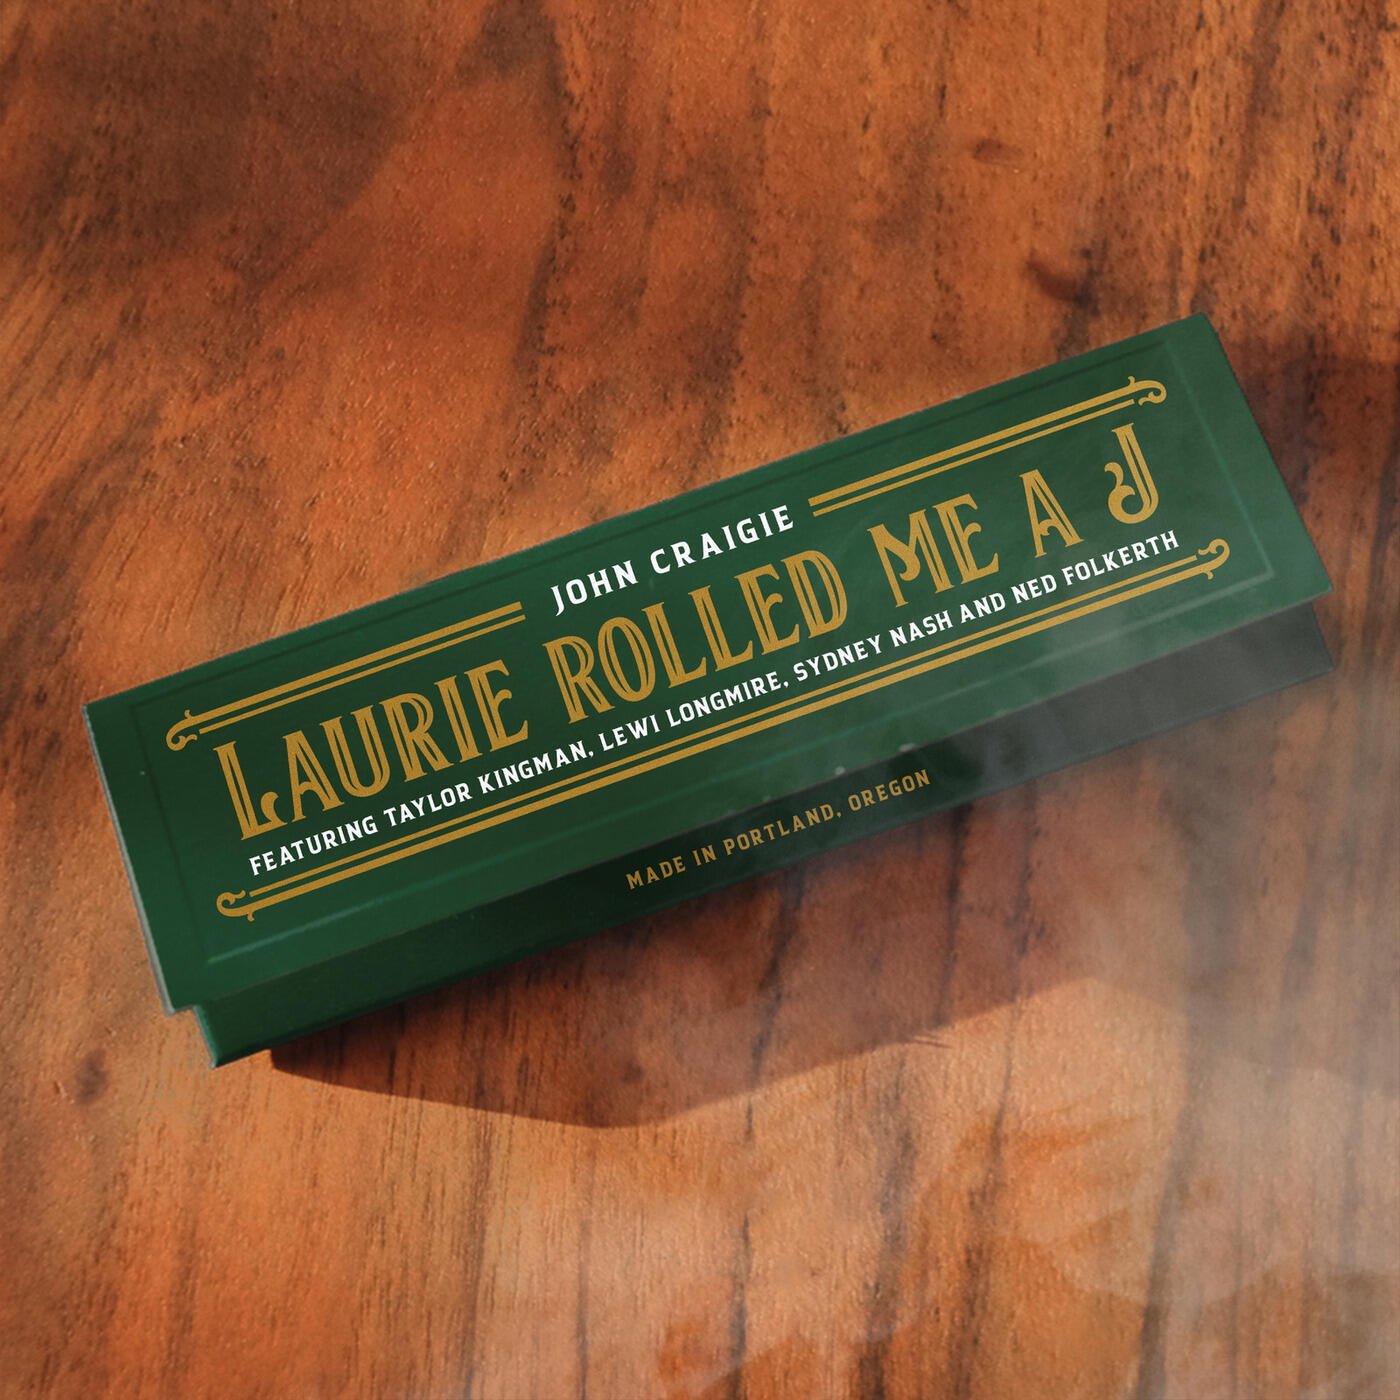 JOHN CRAIGIE
LAURIE ROLLED ME A J
FEATURING TAYLOR KINGMAN, LEWI LONGMIRE, SYDNEY NASH AND NED FOLKERTH
MADE IN PORTLAND, OREGON